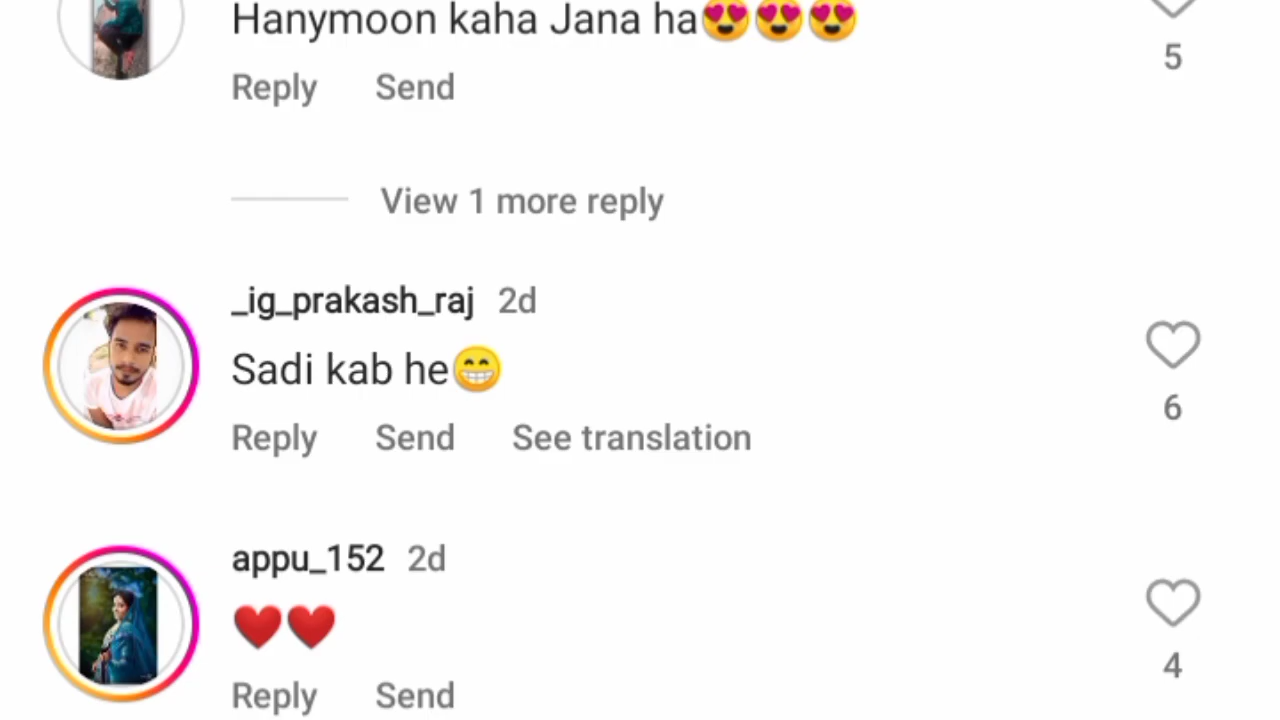 Hanymoon kaha Jana ha😍😍😍
5
Reply Send
View 1 more reply
_ig_prakash_raj 2d
Sadi kab he😁
6
Reply Send See translation
appu_152 2d
❤️❤️
4
Reply Send